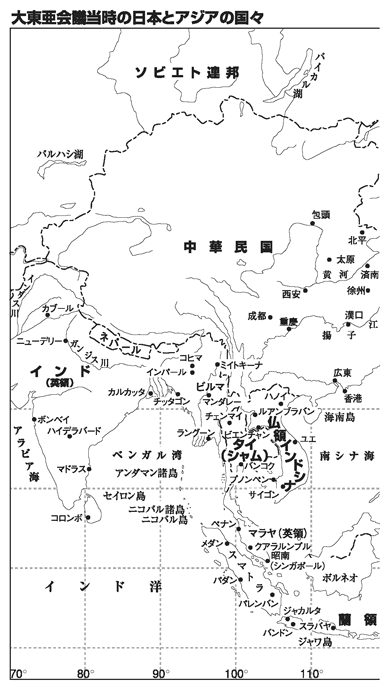 大東亜会議当時の日本とアジアの国々
ソビエト連邦
バイカル湖
バルハシ湖
包頭
中華民国
北平
太原
黄河
済南
西安
徐州
カブール
成都
重慶
漢口
揚子江
ニューデリー
ガンジス川
ネパール
コヒマ
インパール
ミイトキーナ
インド
(英領)
ビルマ
広東
香港
カルカッタ
チッタゴン
マンダレー
ハノイ
ルアンプラバン
海南島
チェンマイ
ボンベイ
ハイデラバード
ラングーン
ビエンチャン
仏領インドシナ
ユエ
アラビア海
ベンガル湾
タイ
(シャム)
南シナ海
マドラス
アンダマン諸島
バンコク
プノンペン
サイゴン
セイロン島
コロンボ
ニコバル諸島
ニコバル島
ペナン
マラヤ(英領)
メダン
クアラルンプル
昭南
(シンガポール)
スマトラ
インド洋
パダン
ボルネオ
パレンバン
ジャカルタ
蘭領
バンドン
スラバヤ
ジャワ島
70° 80° 90° 100° 110°